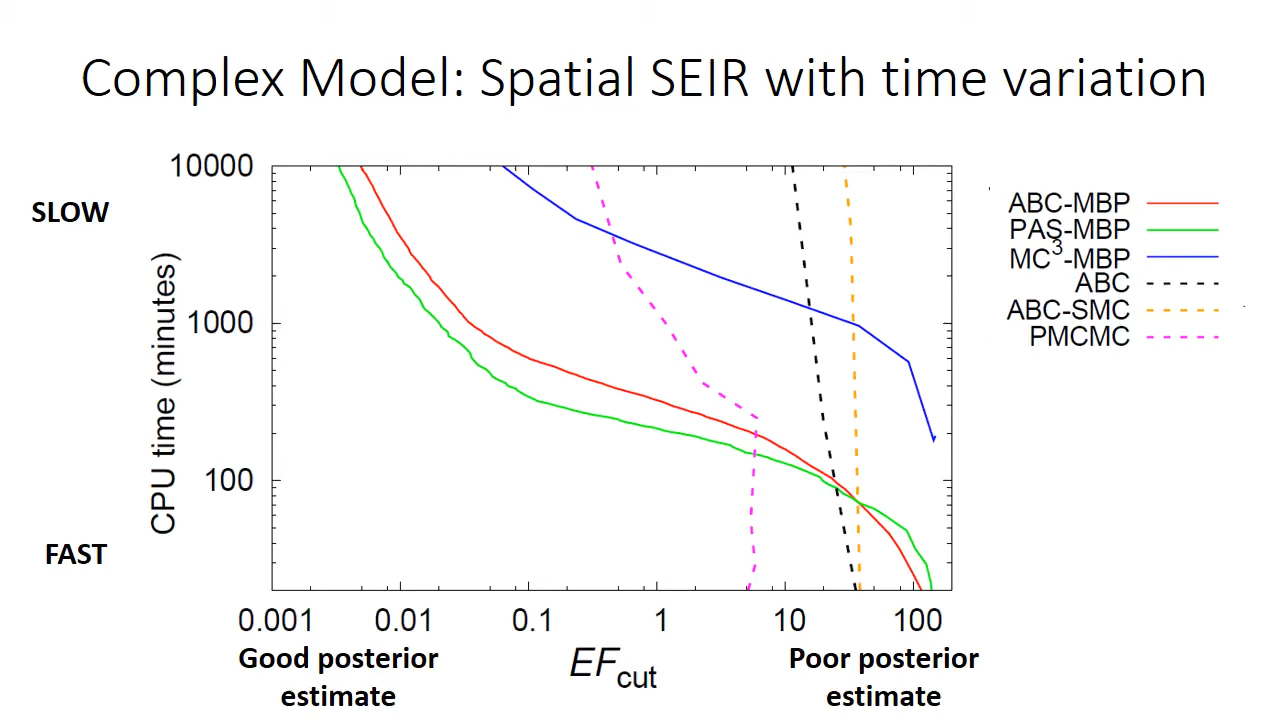 Complex Model: Spatial SEIR with time variation
SLOW
FAST
CPU time (minutes)
10000
1000
100
0.001 0.01 0.1 1 10 100
Good posterior
estimate
EFcut
Poor posterior
estimate
ABC-MBP
PAS-MBP
MC³-MBP
ABC
ABC-SMC
PMCMC